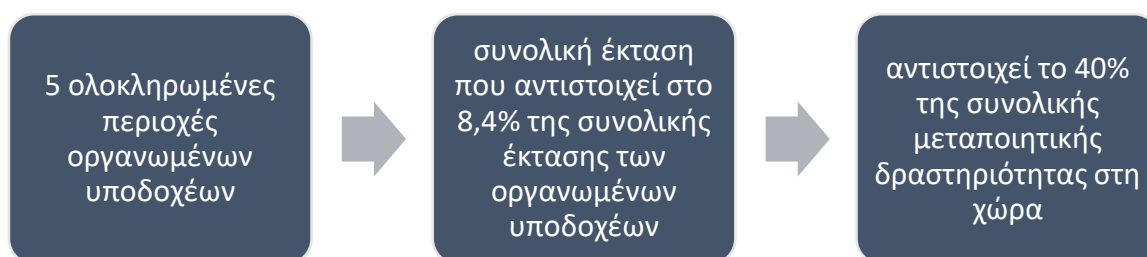 5 ολοκληρωμένες
περιοχές
οργανωμένων
υποδοχέων
συνολική έκταση
που αντιστοιχεί στο
8,4% της συνολικής
έκτασης των
οργανωμένων
υποδοχέων
αντιστοιχεί το 40%
της συνολικής
μεταποιητικής
δραστηριότητας στη
χώρα